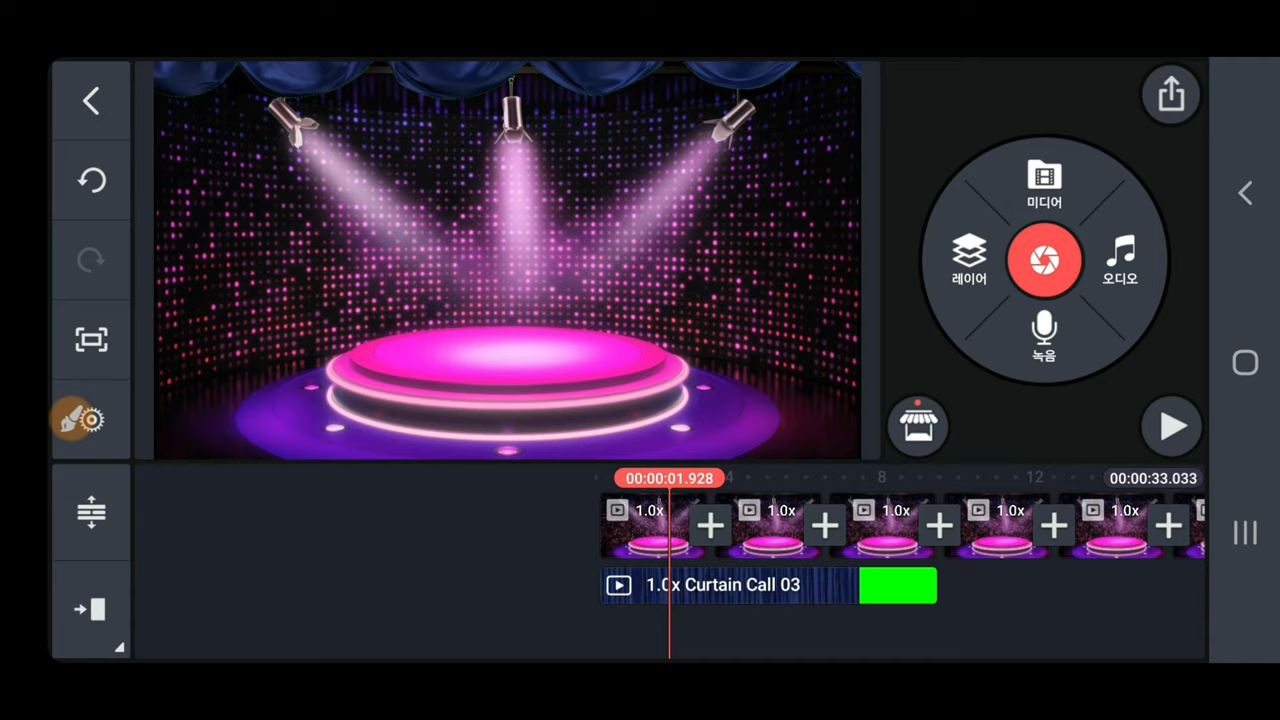 미디어
레이어
오디오
녹음
00:00:01.928
4
8
12
00:00:33.033
1.0x
1.0x
1.0x
1.0x
1.0x
1.0x Curtain Call 03